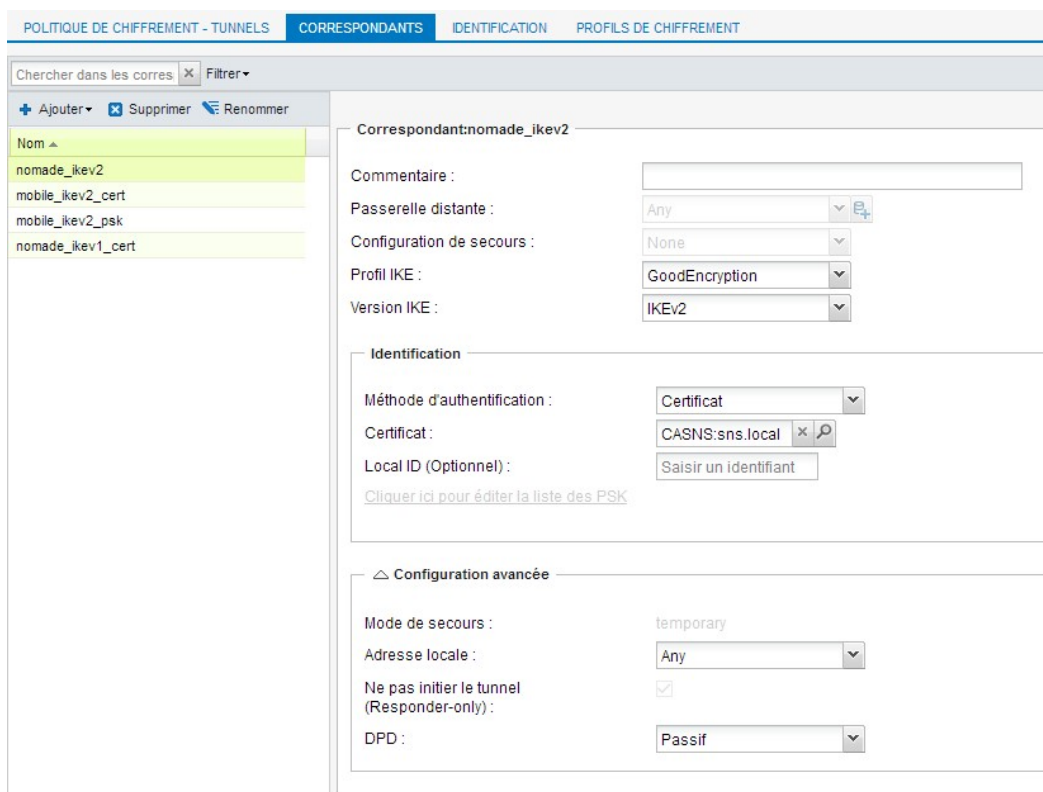 POLITIQUE DE CHIFFREMENT - TUNNELS CORRESPONDANTS IDENTIFICATION PROFILS DE CHIFFREMENT
Chercher dans les corres Filtrer
Ajouter Supprimer Renommer
Nom
nomade_ikev2
mobile_ikev2_cert
mobile_ikev2_psk
nomade_ikev1_cert
Correspondant:nomade_ikev2
Commentaire :
Passerelle distante : Any
Configuration de secours : None
Profil IKE : GoodEncryption
Version IKE : IKEv2
Identification
Méthode d'authentification : Certificat
Certificat : CASNS:sns.local
Local ID (Optionnel) : Saisir un identifiant
Cliquer ici pour éditer la liste des PSK
Configuration avancée
Mode de secours : temporary
Adresse locale : Any
Ne pas initier le tunnel
(Responder-only) :
DPD : Passif